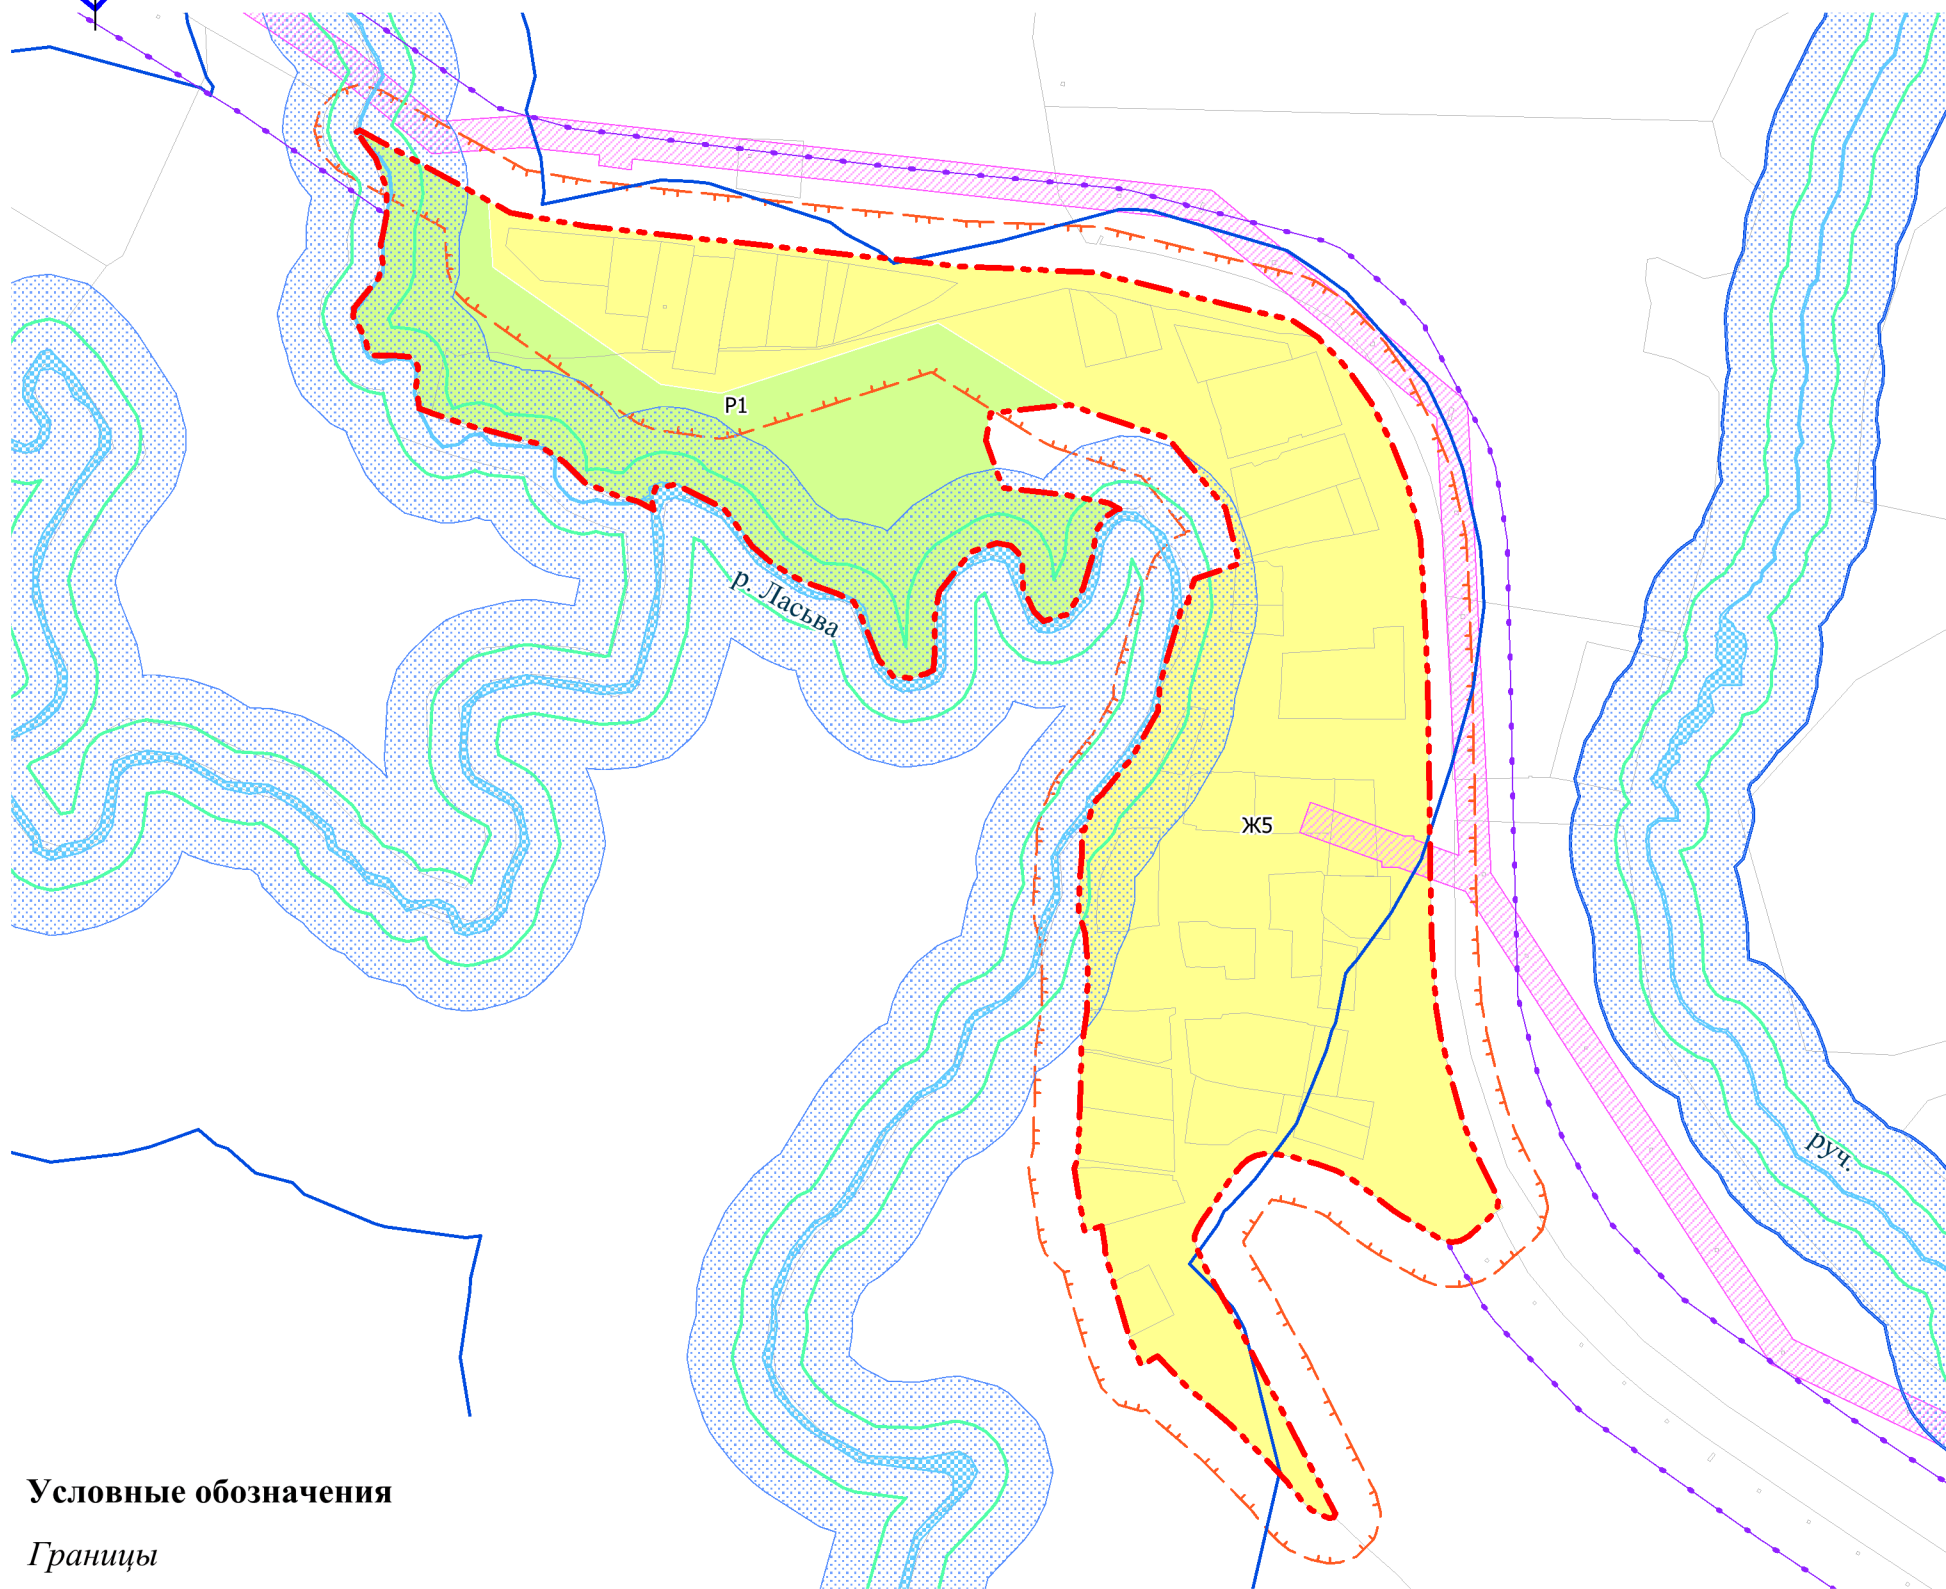 Р1
р. Ласьва
Ж5
руч.
Условные обозначения
Границы